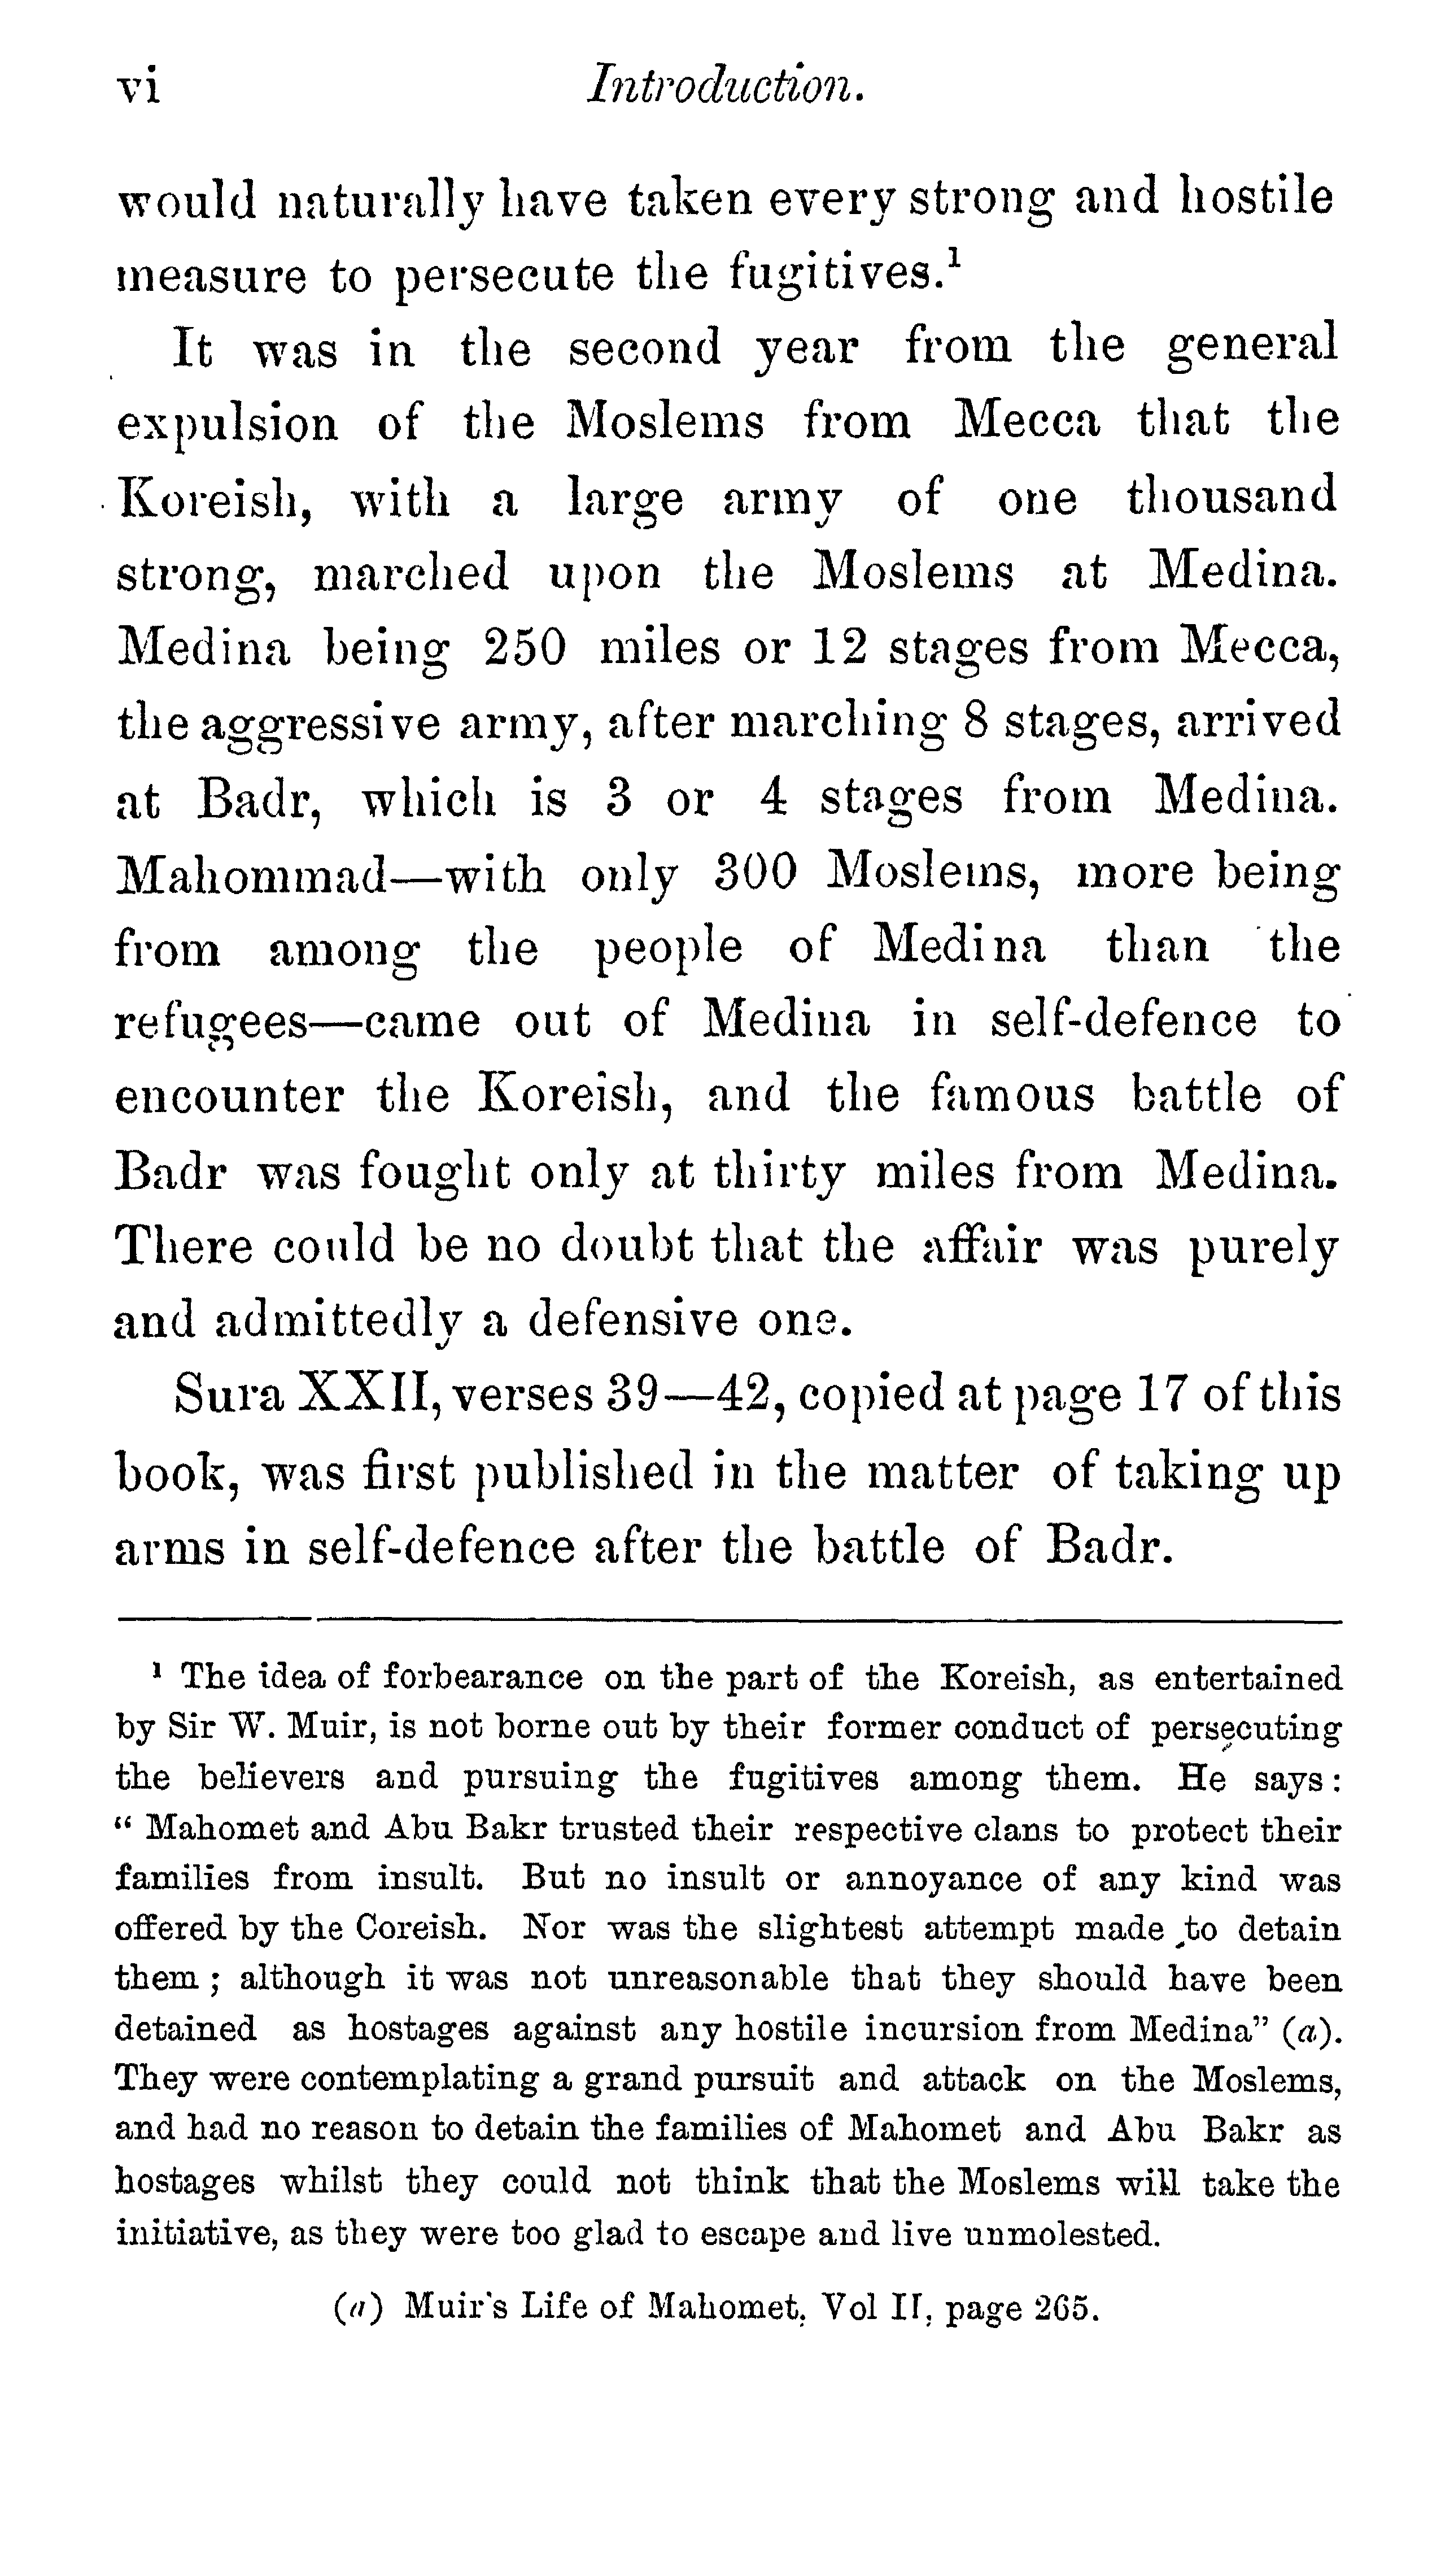 vi Introduction.
would naturally have taken every strong and hostile
measure to persecute the fugitives.¹
It was in the second year from the general
expulsion of the Moslems from Mecca that the
Koreish, with a large army of one thousand
strong, marched upon the Moslems at Medina.
Medina being 250 miles or 12 stages from Mecca,
the aggressive army, after marching 8 stages, arrived
at Badr, which is 3 or 4 stages from Medina.
Mahommad—with only 300 Moslems, more being
from among the people of Medina than the
refugees—came out of Medina in self-defence to
encounter the Koreish, and the famous battle of
Badr was fought only at thirty miles from Medina.
There could be no doubt that the affair was purely
and admittedly a defensive one.
Sura XXII, verses 39—42, copied at page 17 of this
book, was first published in the matter of taking up
arms in self-defence after the battle of Badr.
¹ The idea of forbearance on the part of the Koreish, as entertained
by Sir W. Muir, is not borne out by their former conduct of persecuting
the believers and pursuing the fugitives among them. He says:
“ Mahomet and Abu Bakr trusted their respective clans to protect their
families from insult. But no insult or annoyance of any kind was
offered by the Coreish. Nor was the slightest attempt made to detain
them ; although it was not unreasonable that they should have been
detained as hostages against any hostile incursion from Medina” (a).
They were contemplating a grand pursuit and attack on the Moslems,
and had no reason to detain the families of Mahomet and Abu Bakr as
hostages whilst they could not think that the Moslems will take the
initiative, as they were too glad to escape and live unmolested.
(a) Muir's Life of Mahomet, Vol II, page 265.